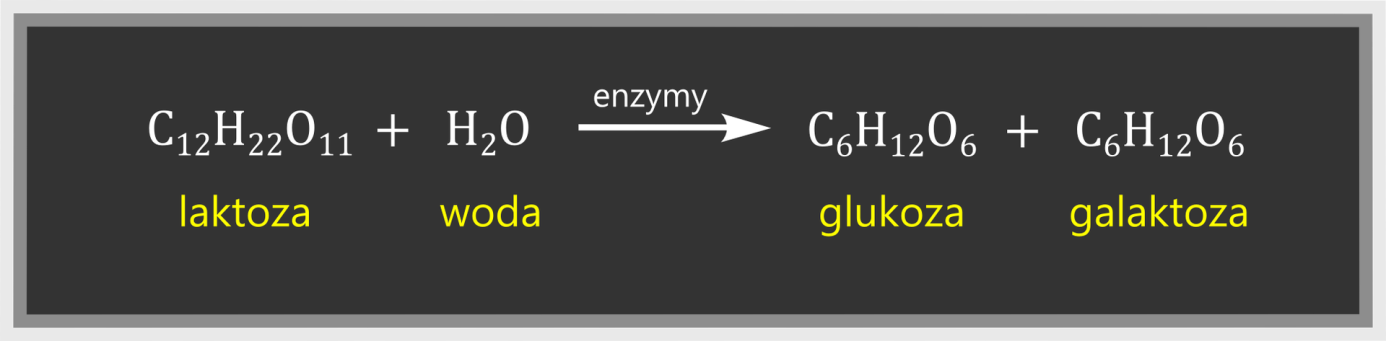 enzymy
C₁₂H₂₂O₁₁ + H₂O ⟶ C₆H₁₂O₆ + C₆H₁₂O₆
laktoza woda glukoza galaktoza